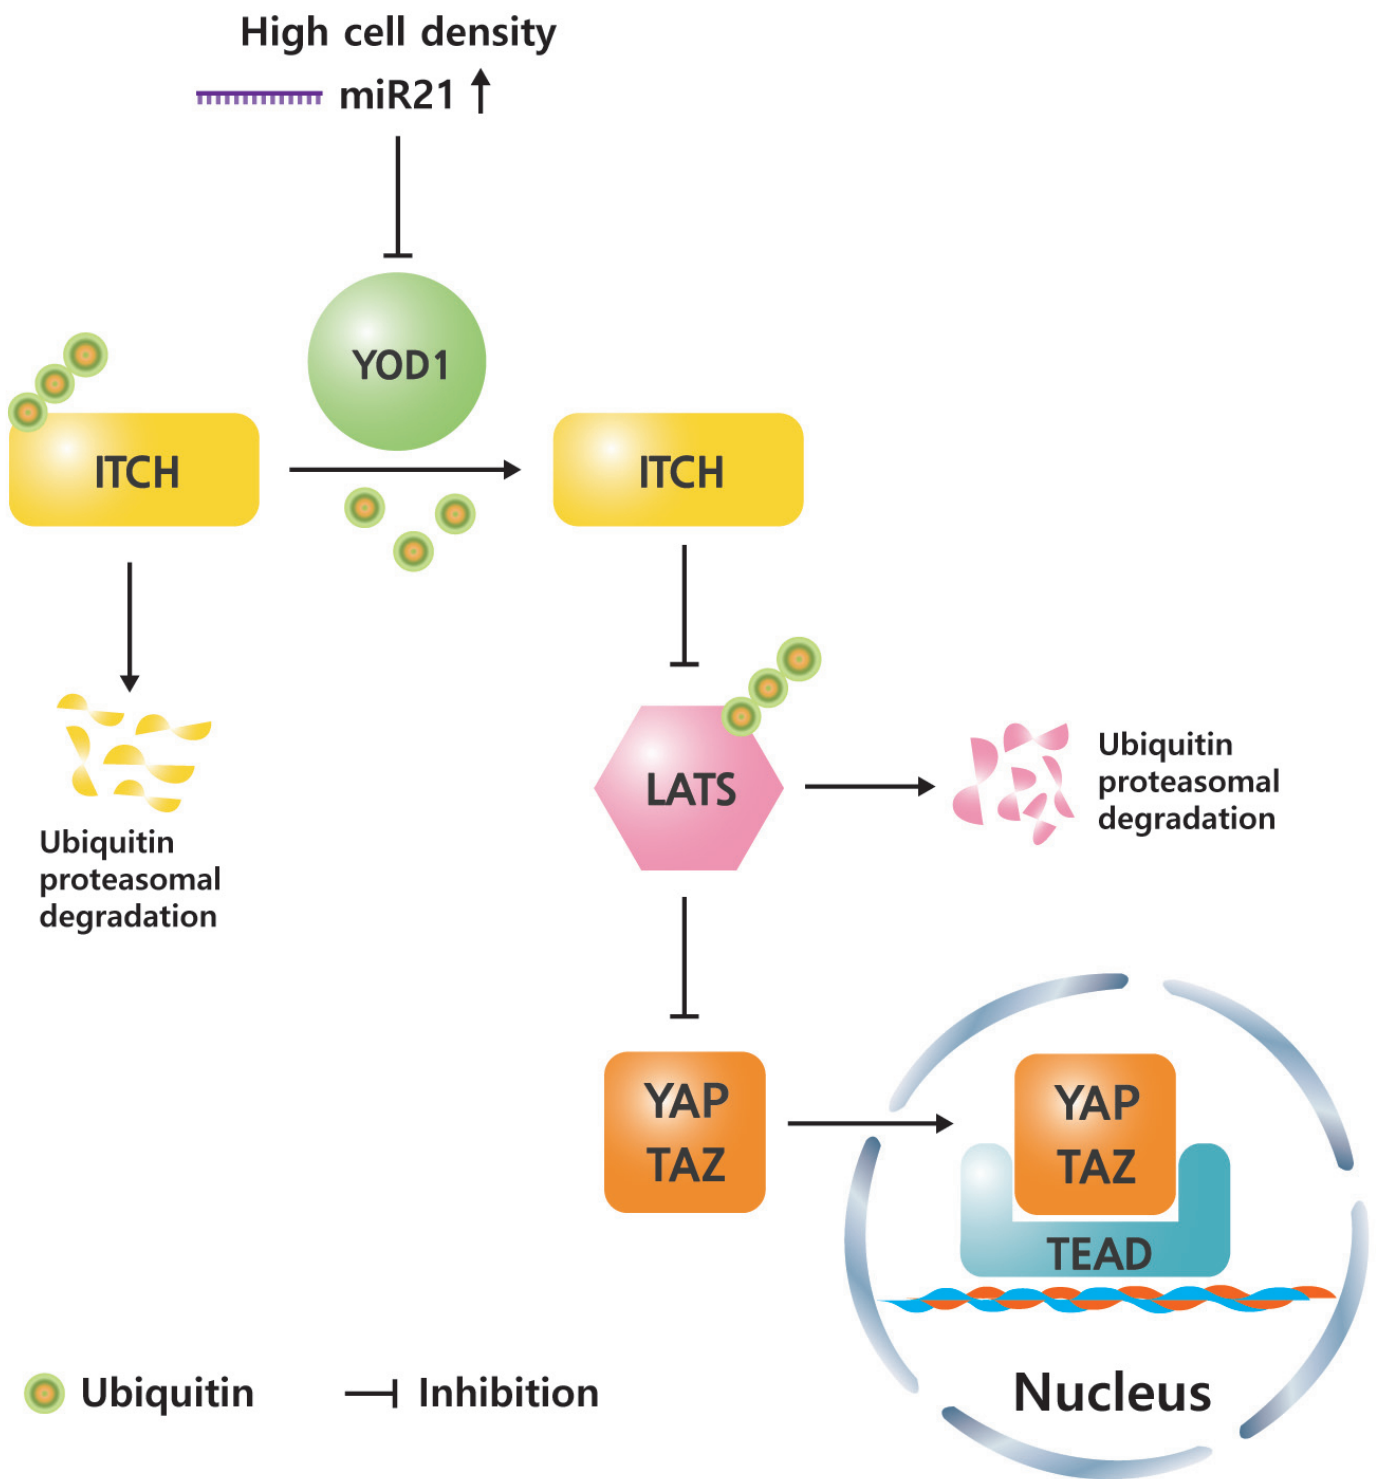 High cell density
miR21
YOD1
ITCH
ITCH
LATS
Ubiquitin
proteasomal
degradation
Ubiquitin
proteasomal
degradation
YAP
TAZ
YAP
TAZ
TEAD
Nucleus
Ubiquitin
Inhibition